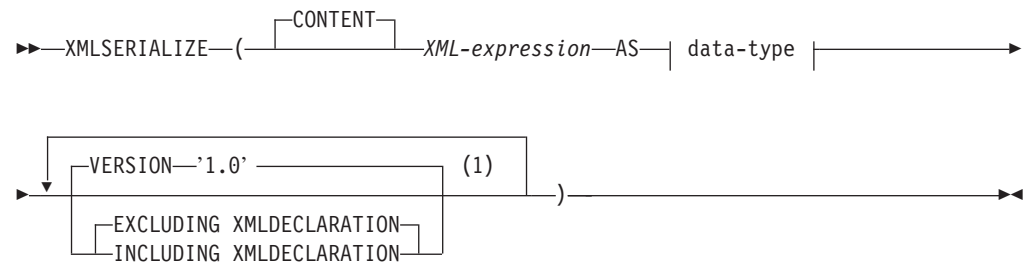 CONTENT
XMLSERIALIZE ( XML-expression AS data-type
VERSION ’1.0’ (1)
)
EXCLUDING XMLDECLARATION
INCLUDING XMLDECLARATION